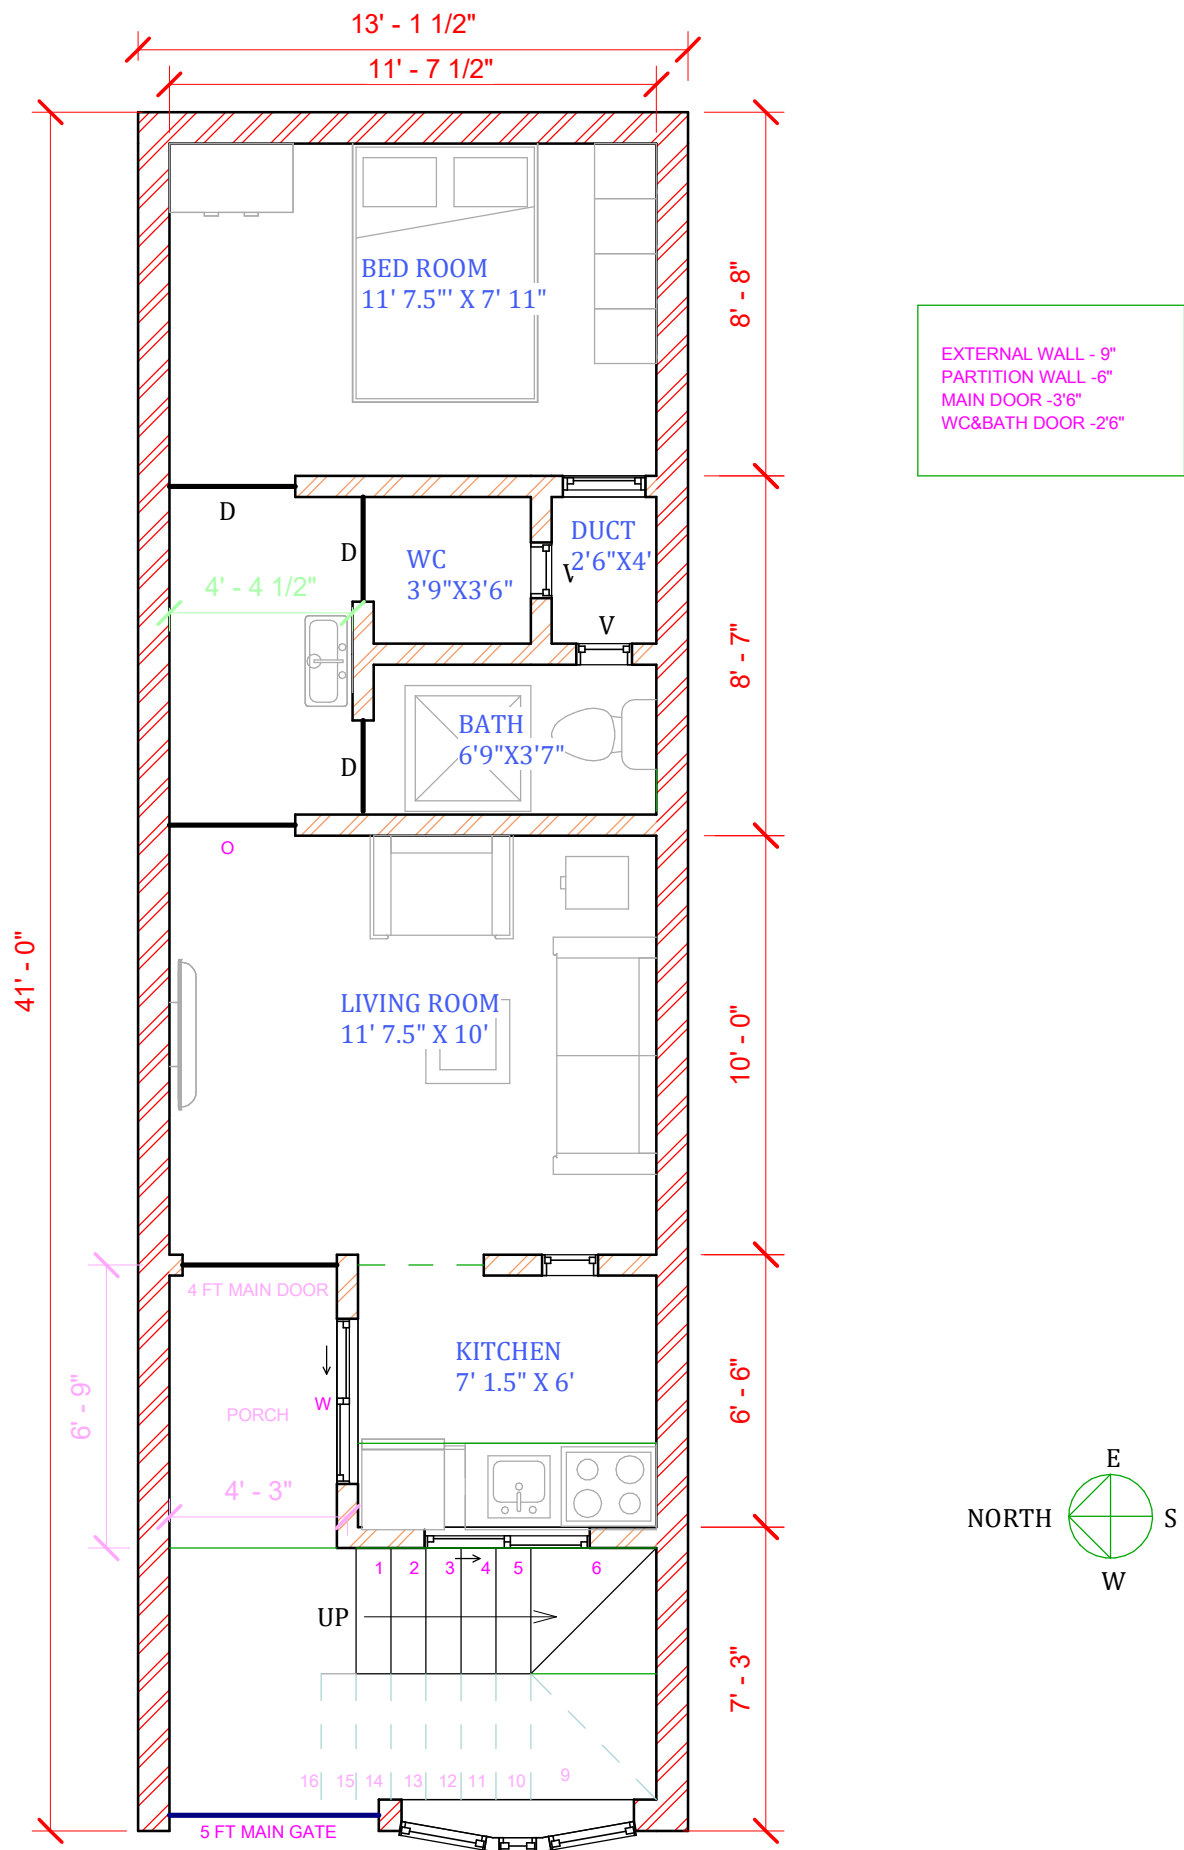 13' - 1 1/2"
11' - 7 1/2"
BED ROOM
11' 7.5"' X 7' 11"
8' - 8"
EXTERNAL WALL - 9"
PARTITION WALL -6"
MAIN DOOR -3'6"
WC&BATH DOOR -2'6"
D
D
WC
3'9"X3'6"
DUCT
2'6"X4'
V
V
4' - 4 1/2"
8' - 7"
BATH
6'9"X3'7"
D
O
41' - 0"
LIVING ROOM
11' 7.5" X 10'
10' - 0"
4 FT MAIN DOOR
KITCHEN
7' 1.5" X 6'
W
PORCH
6' - 9"
6' - 6"
4' - 3"
E
NORTH
S
W
1 2 3 4 5 6
UP
7' - 3"
16 15 14 13 12 11 10 9
5 FT MAIN GATE